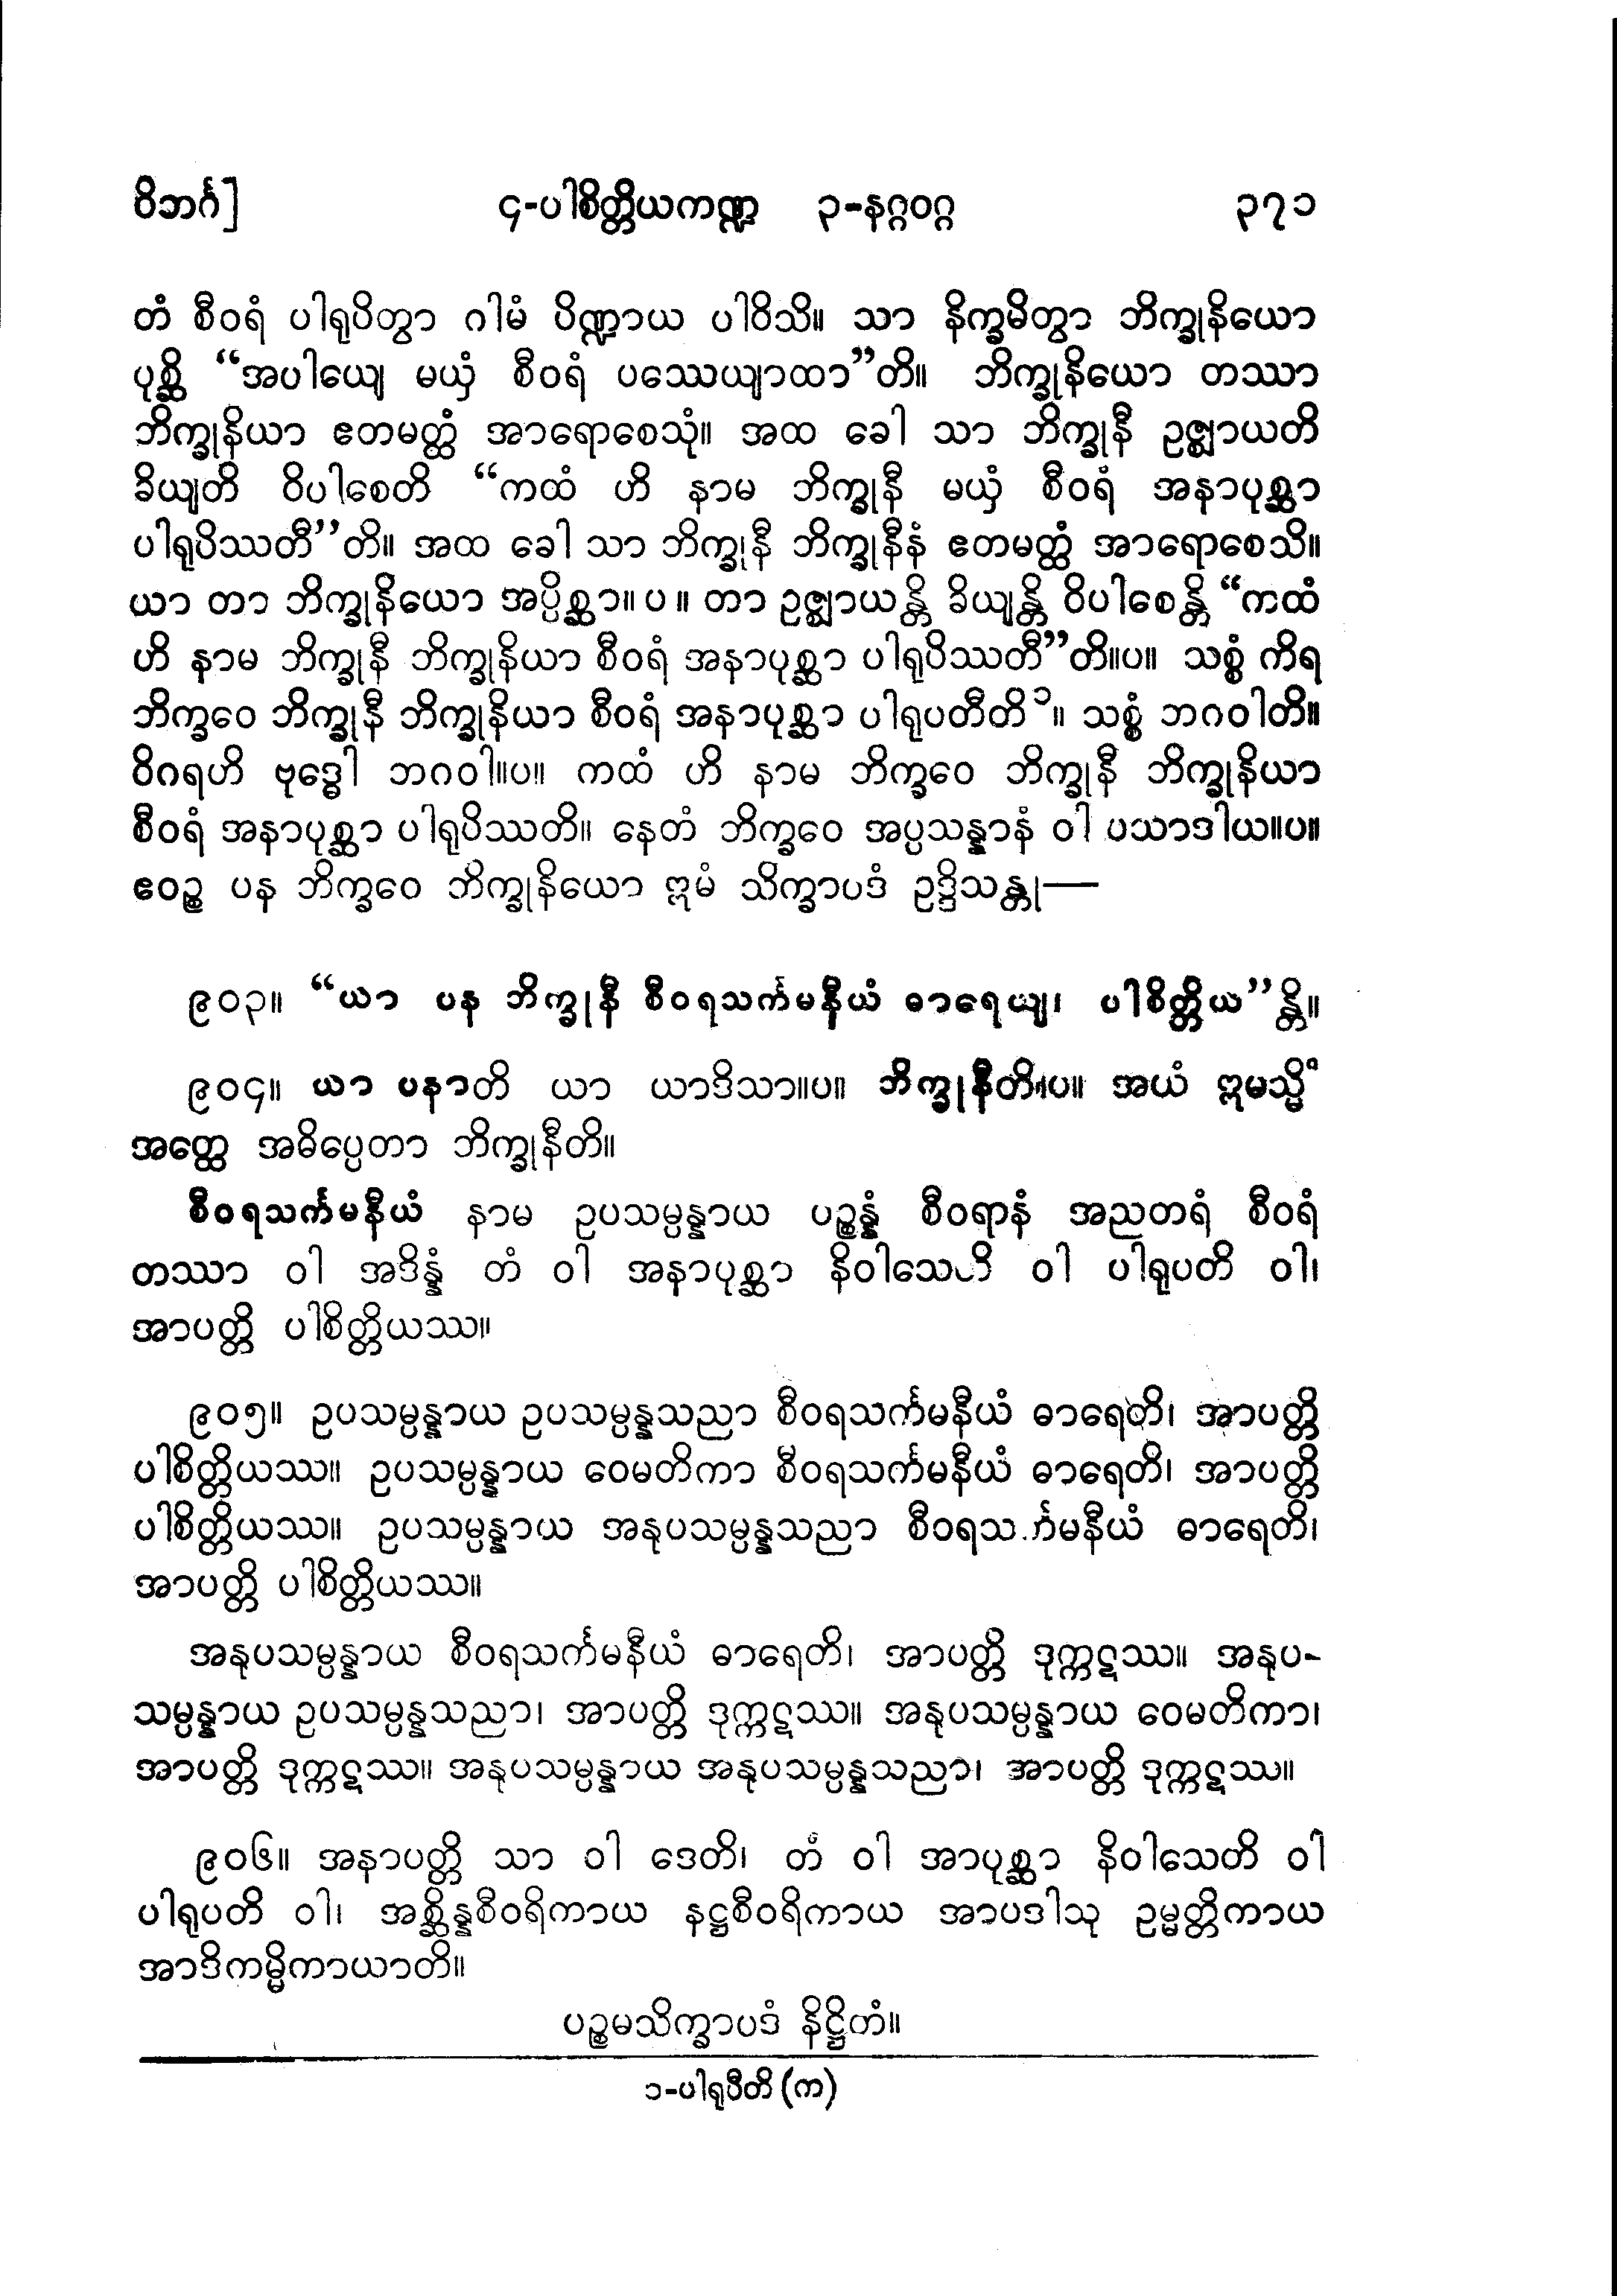 ဝိဘင်္ဂ]	၄-ပါစိတ္တိယကဏ္ဍ ၃-နဂ္ဂဝဂ္ဂ	၃၇၁
တံ စီဝရံ ပါရုပိတွာ ဂါမံ ပိဏ္ဍာယ ပါဝိသိ။ သာ နိက္ခမိတွာ ဘိက္ခုနိယော
ပုစ္ဆိ “အပါယျေ မယှံ စီဝရံ ပဿေယျာထာ”တိ။ ဘိက္ခုနိယော တဿာ
ဘိက္ခုနိယာ ဧတမတ္ထံ အာရောစေသုံ။ အထ ခေါ သာ ဘိက္ခုနီ ဥဇ္ဈာယတိ
ခိယျတိ ဝိပါစေတိ “ကထံ ဟိ နာမ ဘိက္ခုနီ မယှံ စီဝရံ အနာပုစ္ဆာ
ပါရုပိဿတီ”တိ။ အထ ခေါ သာ ဘိက္ခုနီ ဘိက္ခုနီနံ ဧတမတ္ထံ အာရောစေသိ။
ယာ တာ ဘိက္ခုနိယော အပ္ပိစ္ဆာ။ပ။ တာ ဥဇ္ဈာယန္တိ ခိယျန္တိ ဝိပါစေန္တိ “ကထံ
ဟိ နာမ ဘိက္ခုနီ ဘိက္ခုနိယာ စီဝရံ အနာပုစ္ဆာ ပါရုပိဿတီ”တိ။ပ။ သစ္စံ ကိရ
ဘိက္ခဝေ ဘိက္ခုနီ ဘိက္ခုနိယာ စီဝရံ အနာပုစ္ဆာ ပါရုပတီတိ၁။ သစ္စံ ဘဂဝါတိ။
ဝိဂရဟိ ဗုဒ္ဓေါ ဘဂဝါ။ပ။ ကထံ ဟိ နာမ ဘိက္ခဝေ ဘိက္ခုနီ ဘိက္ခုနိယာ
စီဝရံ အနာပုစ္ဆာ ပါရုပိဿတိ။ နေတံ ဘိက္ခဝေ အပ္ပသန္နာနံ ဝါ ပသာဒါယ။ပ။
ဧဝဉ္စ ပန ဘိက္ခဝေ ဘိက္ခုနိယော ဣမံ သိက္ခာပဒံ ဥဒ္ဒိသန္တု—
၉၀၃။ “ယာ ပန ဘိက္ခုနီ စီဝရသင်္ကမနီယံ ဓာရေယျ၊ ပါစိတ္တိယ”န္တိ။
၉၀၄။ ယာ ပနာတိ ယာ ယာဒိသာ။ပ။ ဘိက္ခုနီတိ။ပ။ အယံ ဣမသ္မိံ
အတ္ထေ အဓိပ္ပေတာ ဘိက္ခုနီတိ။
စီဝရသင်္ကမနီယံ နာမ ဥပသမ္ပန္နာယ ပဉ္စန္နံ စီဝရာနံ အညတရံ စီဝရံ
တဿာ ဝါ အဒိန္နံ တံ ဝါ အနာပုစ္ဆာ နိဝါသေတိ ဝါ ပါရုပတိ ဝါ၊
အာပတ္တိ ပါစိတ္တိယဿ။
၉၀၅။ ဥပသမ္ပန္နာယ ဥပသမ္ပန္နသညာ စီဝရသင်္ကမနီယံ ဓာရေတိ၊ အာပတ္တိ
ပါစိတ္တိယဿ။ ဥပသမ္ပန္နာယ ဝေမတိကာ စီဝရသင်္ကမနီယံ ဓာရေတိ၊ အာပတ္တိ
ပါစိတ္တိယဿ။ ဥပသမ္ပန္နာယ အနုပသမ္ပန္နသညာ စီဝရသင်္ကမနီယံ ဓာရေတိ၊
အာပတ္တိ ပါစိတ္တိယဿ။
အနုပသမ္ပန္နာယ စီဝရသင်္ကမနီယံ ဓာရေတိ၊ အာပတ္တိ ဒုက္ကဋဿ။ အနုပ-
သမ္ပန္နာယ ဥပသမ္ပန္နသညာ၊ အာပတ္တိ ဒုက္ကဋဿ။ အနုပသမ္ပန္နာယ ဝေမတိကာ၊
အာပတ္တိ ဒုက္ကဋဿ။ အနုပသမ္ပန္နာယ အနုပသမ္ပန္နသညာ၊ အာပတ္တိ ဒုက္ကဋဿ။
၉၀၆။ အနာပတ္တိ သာ ဝါ ဒေတိ၊ တံ ဝါ အာပုစ္ဆာ နိဝါသေတိ ဝါ
ပါရုပတိ ဝါ၊ အစ္ဆိန္နစီဝရိကာယ နဋ္ဌစီဝရိကာယ အာပဒါသု ဥမ္မတ္တိကာယ
အာဒိကမ္မိကာယာတိ။
ပဉ္စမသိက္ခာပဒံ နိဋ္ဌိတံ။
၁-ပါရုပီတိ (က)